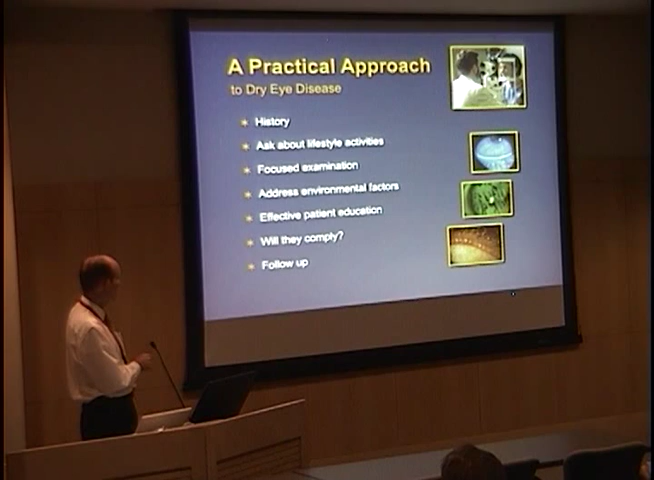 A Practical Approach
to Dry Eye Disease
History
Ask about lifestyle activities
Focused examination
Address environmental factors
Effective patient education
Will they comply?
Follow up